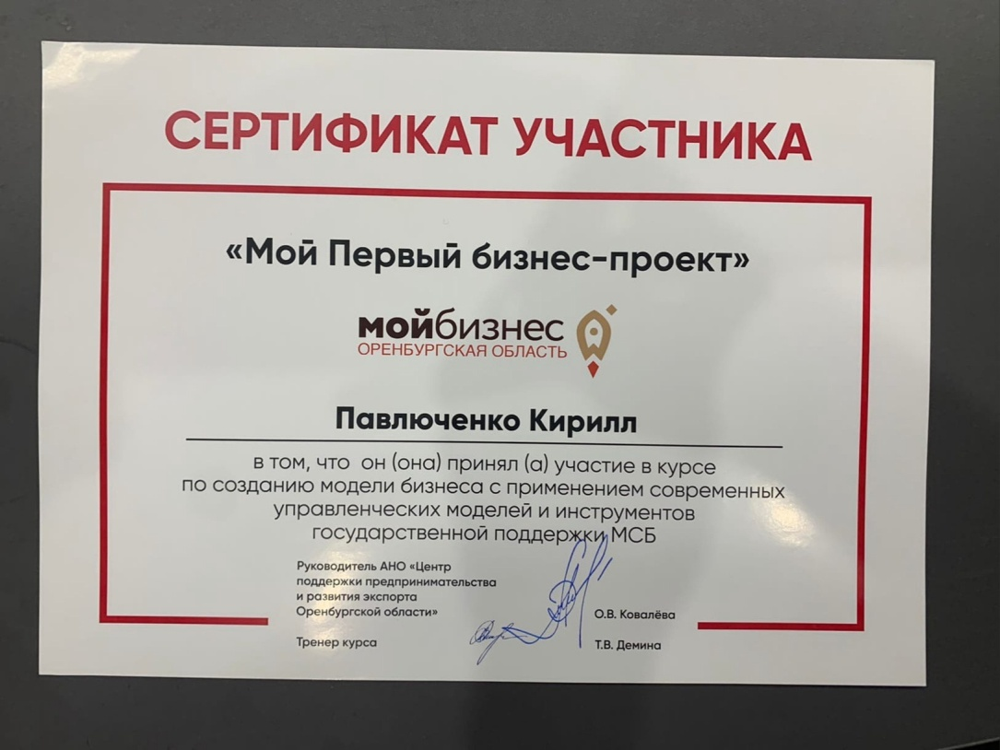 СЕРТИФИКАТ УЧАСТНИКА
«Мой Первый бизнес-проект»
мойбизнес
ОРЕНБУРГСКАЯ ОБЛАСТЬ
Павлюченко Кирилл
в том, что он (она) принял (а) участие в курсе
по созданию модели бизнеса с применением современных
управленческих моделей и инструментов
государственной поддержки МСБ
Руководитель АНО «Центр
поддержки предпринимательства
и развития экспорта
Оренбургской области»
О.В. Ковалёва
Тренер курса
Т.В. Демина